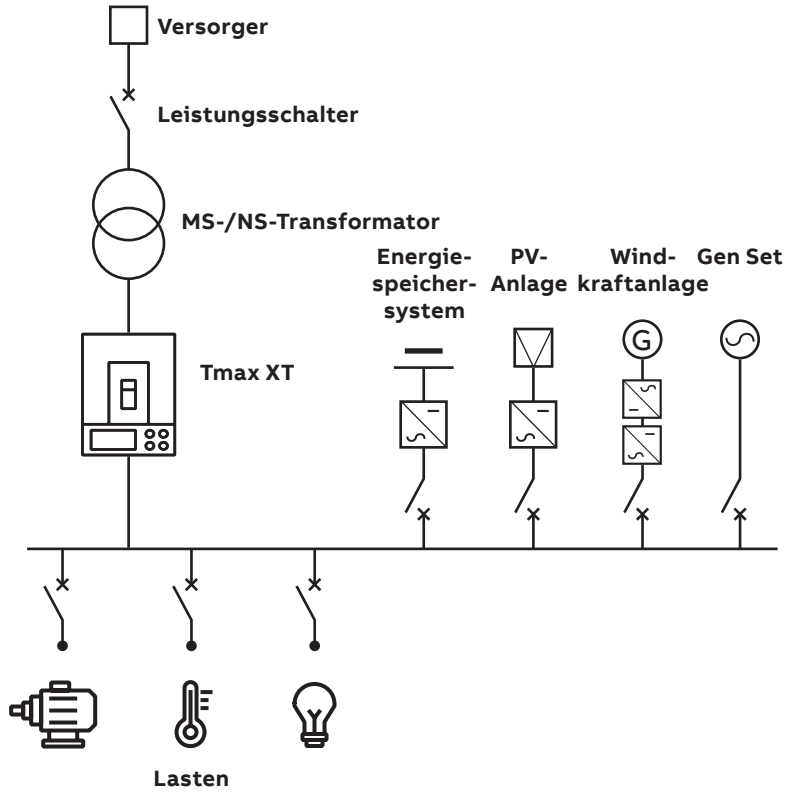 Versorger
Leistungsschalter
MS-/NS-Transformator
Energie-
speicher-
system
PV-
Anlage
Wind-
kraftanlage
Gen Set
Tmax XT
G
Lasten